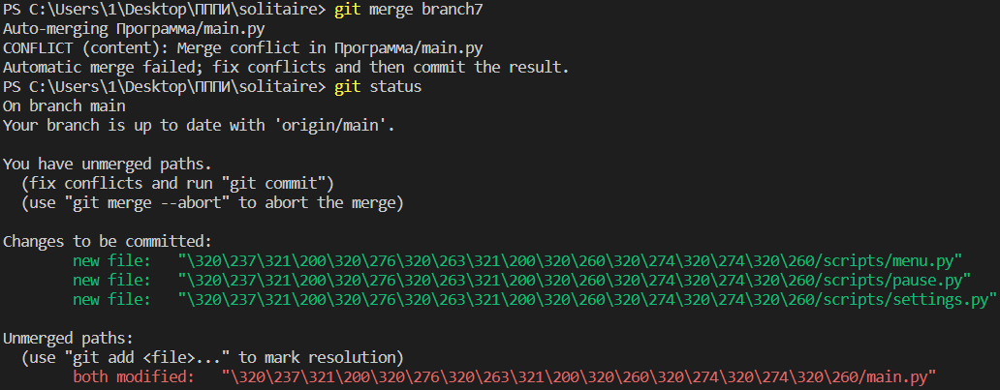 PS C:\Users\1\Desktop\ПППИ\solitaire> git merge branch7
Auto-merging Программа/main.py
CONFLICT (content): Merge conflict in Программа/main.py
Automatic merge failed; fix conflicts and then commit the result.
PS C:\Users\1\Desktop\ПППИ\solitaire> git status
On branch main
Your branch is up to date with 'origin/main'.
You have unmerged paths.
(fix conflicts and run "git commit")
(use "git merge --abort" to abort the merge)
Changes to be committed:
new file:   "\320\237\321\200\320\276\320\263\321\200\320\260\320\274\320\274\320\260/scripts/menu.py"
new file:   "\320\237\321\200\320\276\320\263\321\200\320\260\320\274\320\274\320\260/scripts/pause.py"
new file:   "\320\237\321\200\320\276\320\263\321\200\320\260\320\274\320\274\320\260/scripts/settings.py"
Unmerged paths:
(use "git add <file>..." to mark resolution)
both modified:   "\320\237\321\200\320\276\320\263\321\200\320\260\320\274\320\274\320\260/main.py"